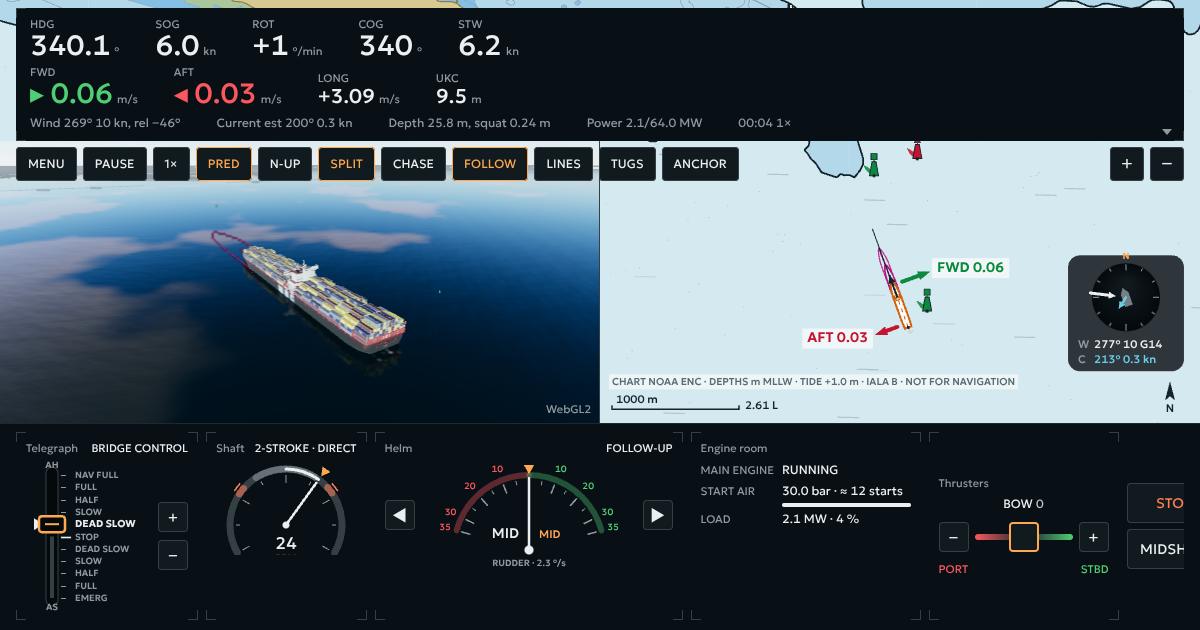 HDG SOG ROT COG STW
340.1 ° 6.0 kn +1 °/min 340 ° 6.2 kn
FWD AFT LONG UKC
▶ 0.06 m/s ◀ 0.03 m/s +3.09 m/s 9.5 m
Wind 269° 10 kn, rel −46° Current est 200° 0.3 kn Depth 25.8 m, squat 0.24 m Power 2.1/64.0 MW 00:04 1×
MENU PAUSE 1× PRED N-UP SPLIT CHASE FOLLOW LINES TUGS ANCHOR + −
FWD 0.06
AFT 0.03
N
W 277° 10 G14
C 213° 0.3 kn
CHART NOAA ENC · DEPTHS m MLLW · TIDE +1.0 m · IALA B · NOT FOR NAVIGATION
1000 m 2.61 L
N
WebGL2
Telegraph BRIDGE CONTROL
AH
NAV FULL
FULL
HALF
SLOW
DEAD SLOW
STOP
DEAD SLOW
SLOW
HALF
FULL
EMERG
AS
+
−
Shaft 2-STROKE · DIRECT
24
Helm FOLLOW-UP
10 10
20 20
30 30
35 35
◀ MID MID ▶
RUDDER · 2.3 °/s
Engine room
MAIN ENGINE RUNNING
START AIR 30.0 bar · ≈ 12 starts
LOAD 2.1 MW · 4 %
Thrusters
BOW 0
− +
PORT STBD
STO
MIDSH